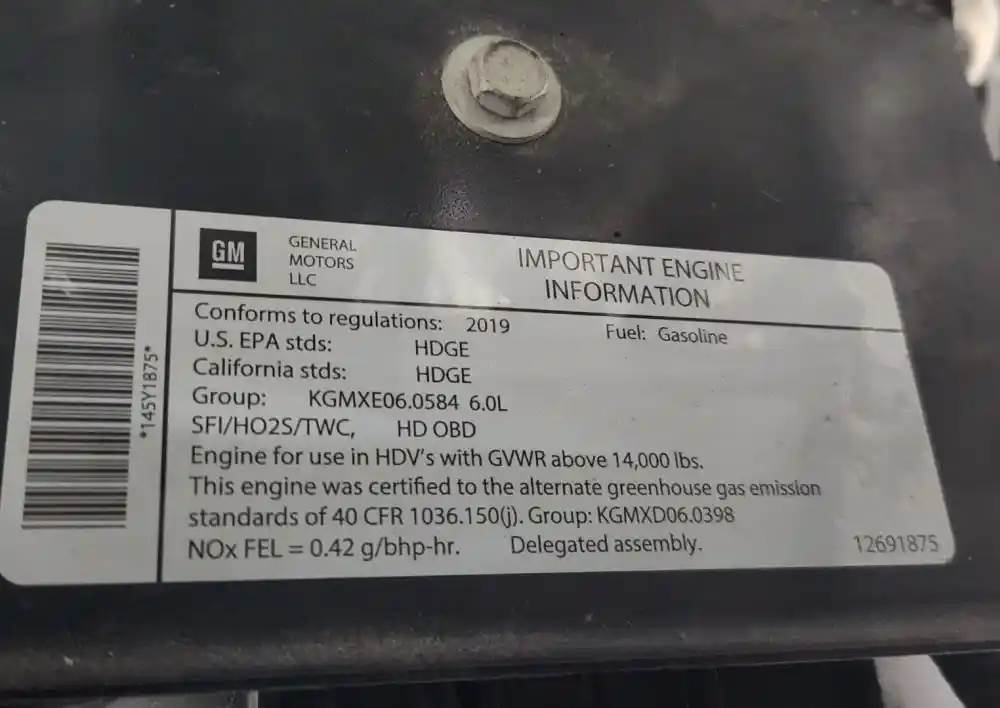 GM
GENERAL
MOTORS
LLC
IMPORTANT ENGINE
INFORMATION
Conforms to regulations: 2019
Fuel: Gasoline
U.S. EPA stds: HDGE
California stds: HDGE
Group: KGMXE06.0584 6.0L
SFI/HO2S/TWC, HD OBD
Engine for use in HDV's with GVWR above 14,000 lbs.
This engine was certified to the alternate greenhouse gas emission
standards of 40 CFR 1036.150(j). Group: KGMXD06.0398
NOx FEL = 0.42 g/bhp-hr. Delegated assembly.
12691875
*145Y1875*